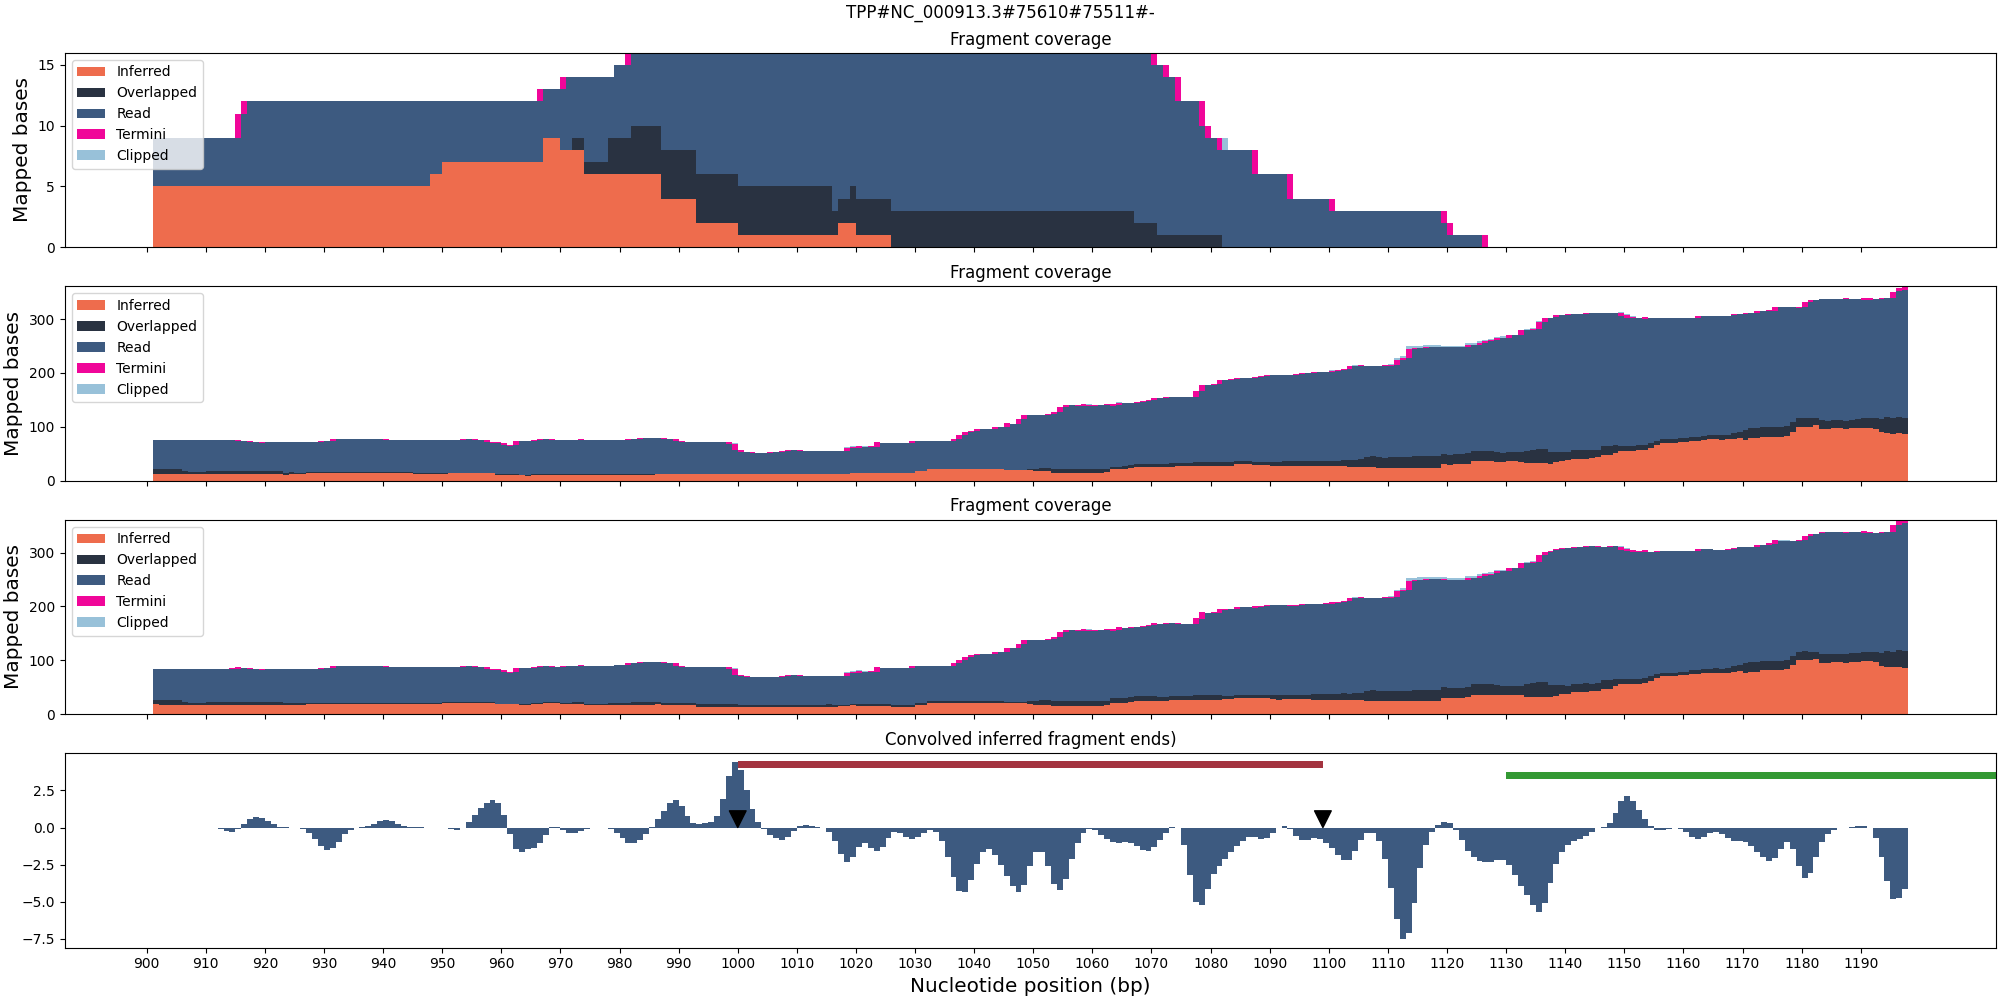 TPP#NC_000913.3#75610#75511#-
Fragment coverage
Mapped bases
15
10
5
0
Inferred
Overlapped
Read
Termini
Clipped
Fragment coverage
Mapped bases
300
200
100
0
Inferred
Overlapped
Read
Termini
Clipped
Fragment coverage
Mapped bases
300
200
100
0
Inferred
Overlapped
Read
Termini
Clipped
Convolved inferred fragment ends)
2.5
0.0
−2.5
−5.0
−7.5
900 910 920 930 940 950 960 970 980 990 1000 1010 1020 1030 1040 1050 1060 1070 1080 1090 1100 1110 1120 1130 1140 1150 1160 1170 1180 1190
Nucleotide position (bp)